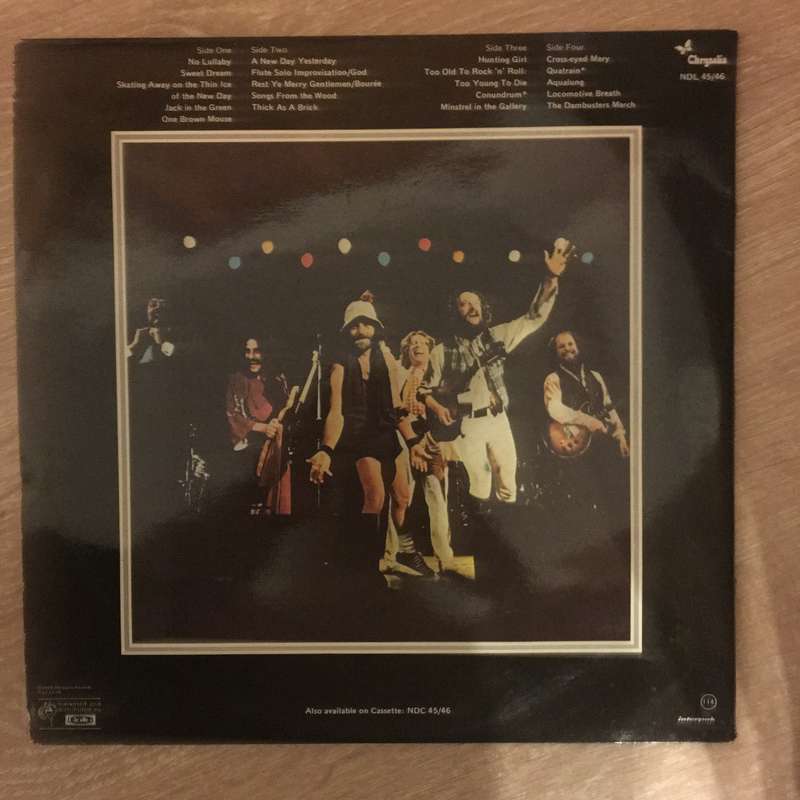 Side One
No Lullaby
Sweet Dream
Skating Away on the Thin Ice
of the New Day
Jack in the Green
One Brown Mouse
Side Two
A New Day Yesterday
Flute Solo Improvisation/God
Rest Ye Merry Gentlemen/Bourée
Songs From the Wood
Thick As A Brick
Side Three
Hunting Girl
Too Old To Rock 'n' Roll:
Too Young To Die
Conundrum*
Minstrel in the Gallery
Side Four
Cross-eyed Mary
Quatrain*
Aqualung
Locomotive Breath
The Dambusters March
Chrysalis
NDL 45/46
Also available on Cassette: NDC 45/46
114
interpak